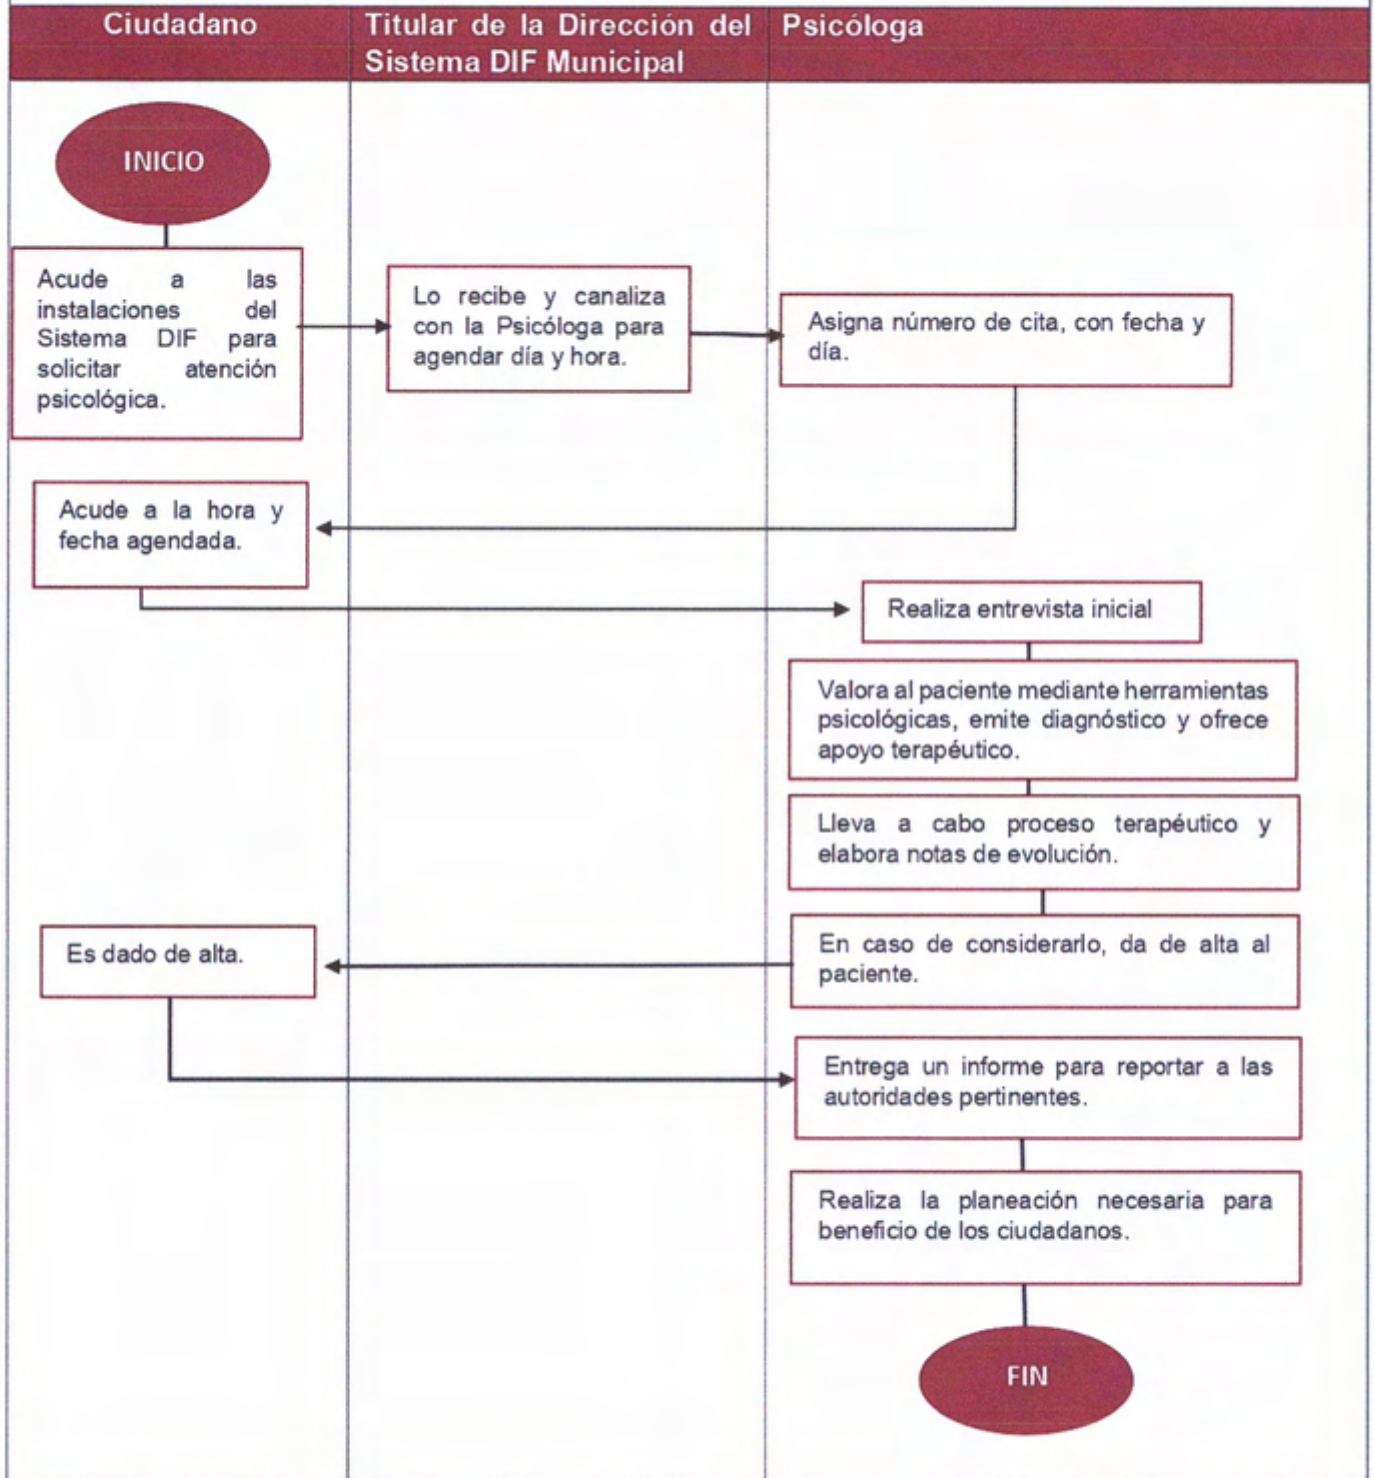 Ciudadano
Titular de la Dirección del
Sistema DIF Municipal
Psicóloga
INICIO
Acude a las
instalaciones del
Sistema DIF para
solicitar atención
psicológica.
Lo recibe y canaliza
con la Psicóloga para
agendar día y hora.
Asigna número de cita, con fecha y
día.
Acude a la hora y
fecha agendada.
Realiza entrevista inicial
Valora al paciente mediante herramientas
psicológicas, emite diagnóstico y ofrece
apoyo terapéutico.
Lleva a cabo proceso terapéutico y
elabora notas de evolución.
En caso de considerarlo, da de alta al
paciente.
Es dado de alta.
Entrega un informe para reportar a las
autoridades pertinentes.
Realiza la planeación necesaria para
beneficio de los ciudadanos.
FIN